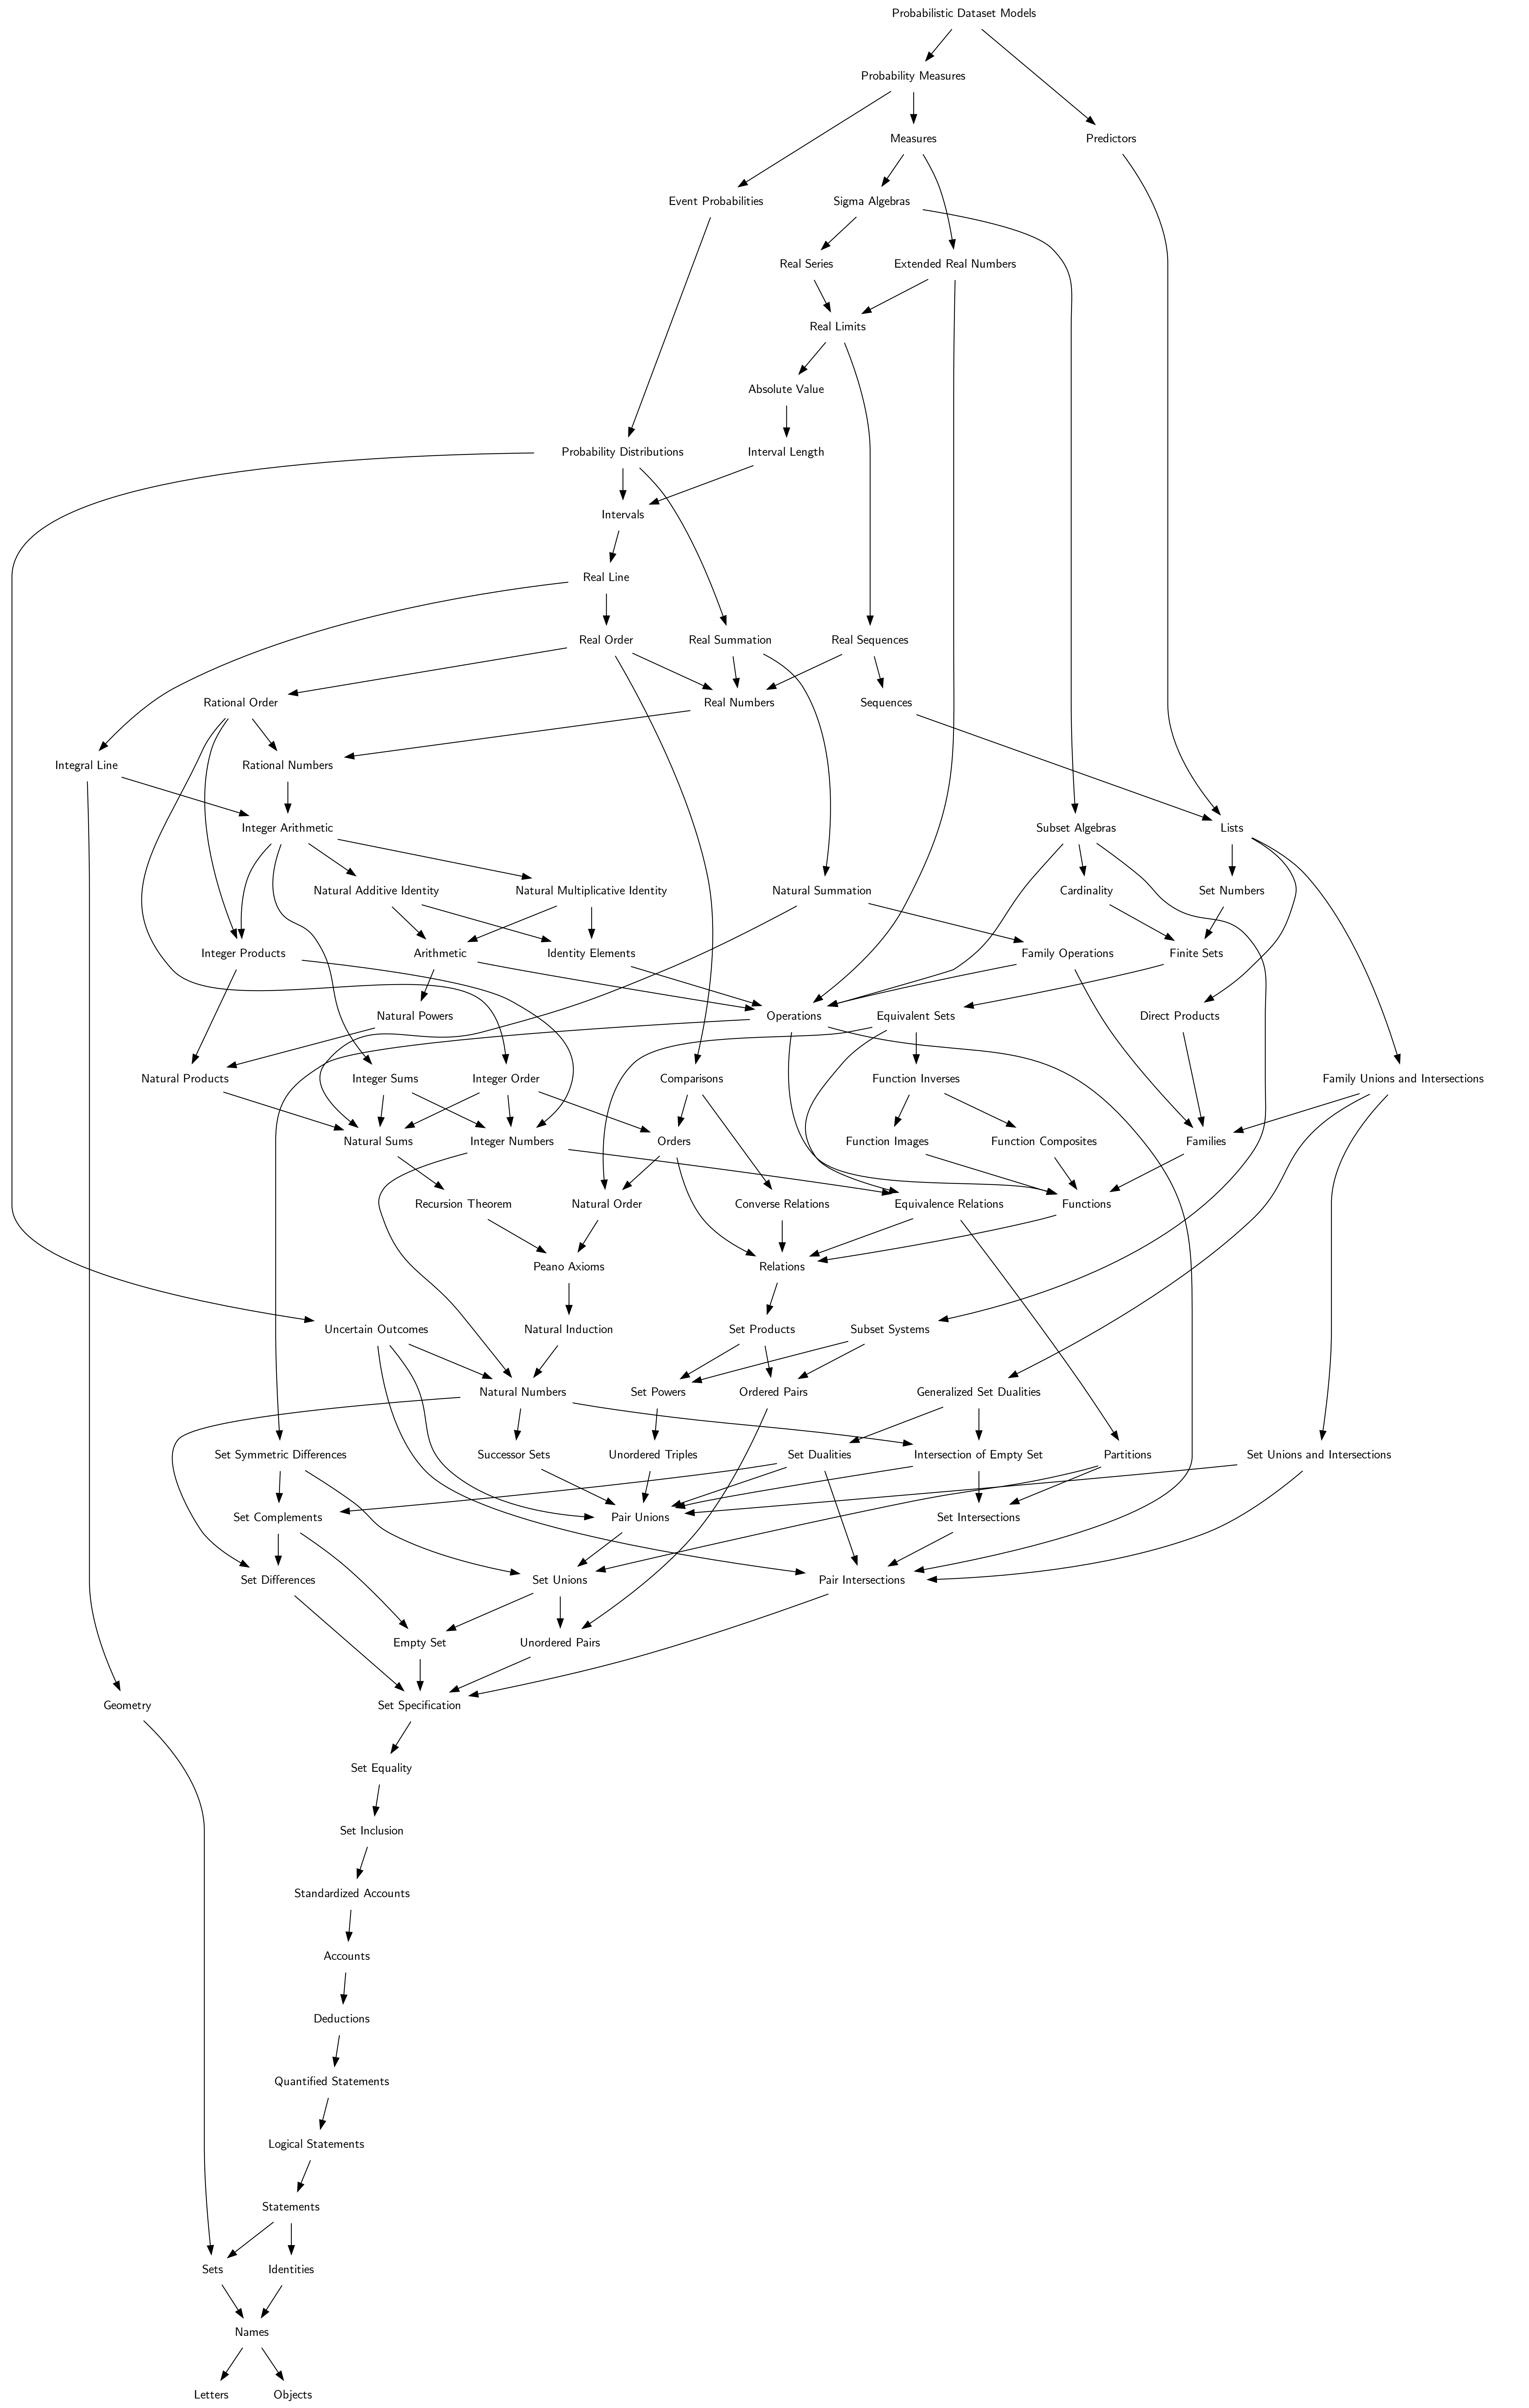 Probabilistic Dataset Models
Probability Measures
Measures
Predictors
Event Probabilities
Sigma Algebras
Real Series
Extended Real Numbers
Real Limits
Absolute Value
Probability Distributions
Interval Length
Intervals
Real Line
Real Order
Real Summation
Real Sequences
Rational Order
Real Numbers
Sequences
Integral Line
Rational Numbers
Integer Arithmetic
Subset Algebras
Lists
Natural Additive Identity
Natural Multiplicative Identity
Natural Summation
Cardinality
Set Numbers
Integer Products
Arithmetic
Identity Elements
Family Operations
Finite Sets
Natural Powers
Operations
Equivalent Sets
Direct Products
Natural Products
Integer Sums
Integer Order
Comparisons
Function Inverses
Family Unions and Intersections
Natural Sums
Integer Numbers
Orders
Function Images
Function Composites
Families
Recursion Theorem
Natural Order
Converse Relations
Equivalence Relations
Functions
Peano Axioms
Relations
Uncertain Outcomes
Natural Induction
Set Products
Subset Systems
Natural Numbers
Set Powers
Ordered Pairs
Generalized Set Dualities
Set Symmetric Differences
Successor Sets
Unordered Triples
Set Dualities
Intersection of Empty Set
Partitions
Set Unions and Intersections
Set Complements
Pair Unions
Set Intersections
Set Differences
Set Unions
Pair Intersections
Empty Set
Unordered Pairs
Geometry
Set Specification
Set Equality
Set Inclusion
Standardized Accounts
Accounts
Deductions
Quantified Statements
Logical Statements
Statements
Sets
Identities
Names
Letters
Objects